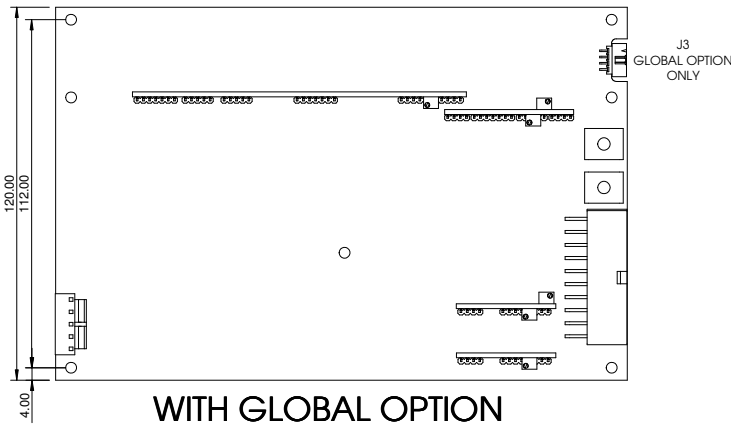 J3
GLOBAL OPTION
ONLY
120.00
112.00
4.00
WITH GLOBAL OPTION